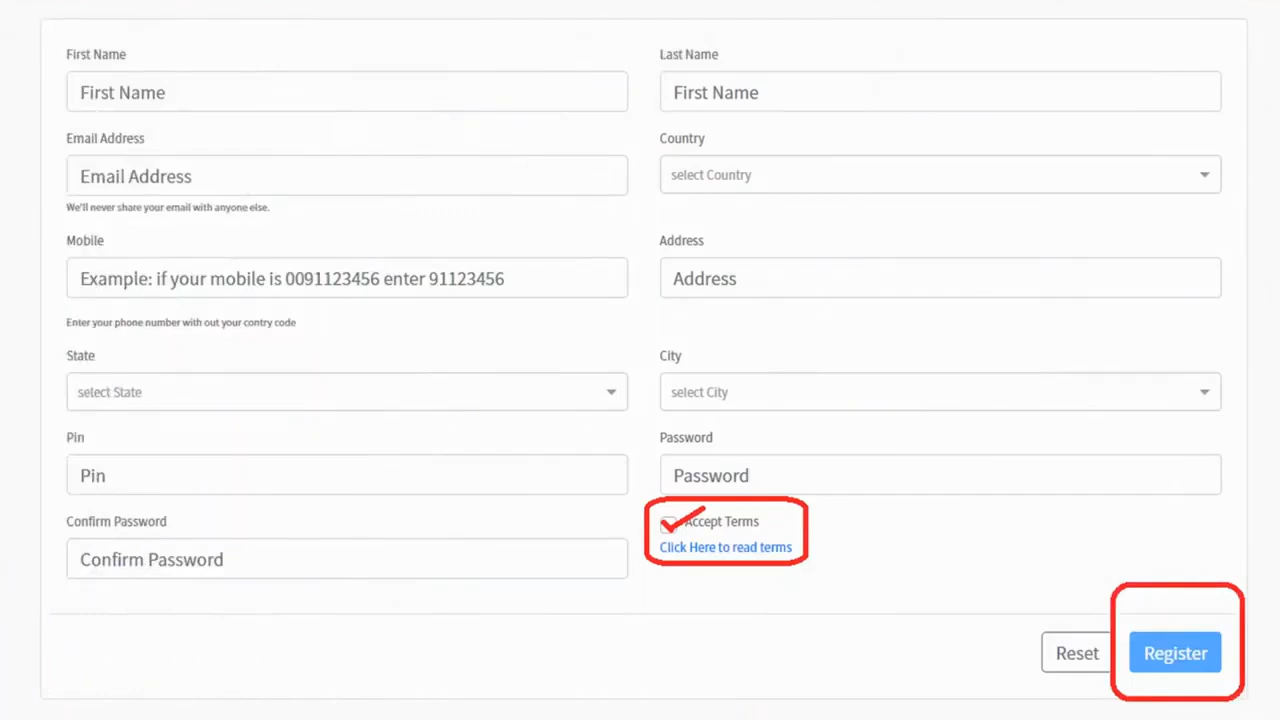 First Name
Last Name
First Name
First Name
Email Address
Country
Email Address
select Country
We'll never share your email with anyone else.
Mobile
Address
Example: if your mobile is 0091123456 enter 91123456
Address
Enter your phone number with out your contry code
State
City
select State
select City
Pin
Password
Pin
Password
Confirm Password
Accept Terms
Click Here to read terms
Confirm Password
Reset
Register